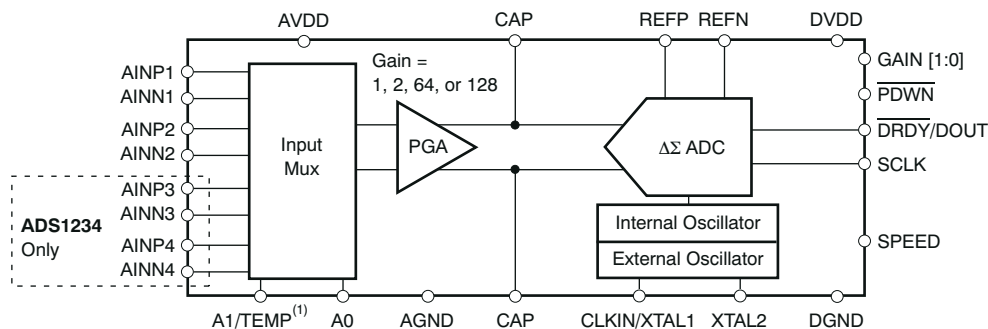 AVDD
CAP
REFP
REFN
DVDD
Gain =
1, 2, 64, or 128
GAIN [1:0]
AINP1
PDWN
AINN1
AINP2
Input
Mux
PGA
ΔΣ ADC
DRDY/DOUT
AINN2
SCLK
AINP3
ADS1234
Only
AINN3
Internal Oscillator
AINP4
SPEED
External Oscillator
AINN4
A1/TEMP(1)
A0
AGND
CAP
CLKIN/XTAL1
XTAL2
DGND